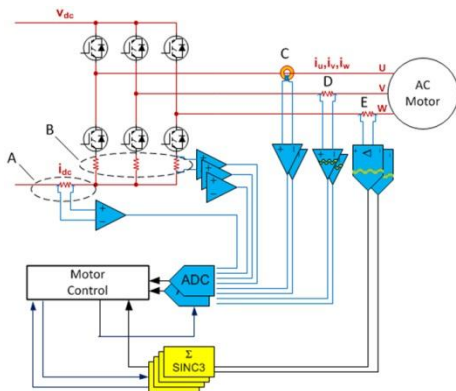 Vdc
C
iu,iv,iw
U
D
V
E
W
AC
Motor
B
A
idc
Motor
Control
ADC
Σ
SINC3